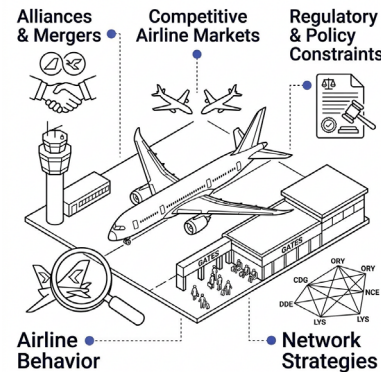 Alliances
& Mergers
Competitive
Airline Markets
Regulatory
& Policy
Constraints
GATES
GATES
ORY
ORY
CDG
NCE
DDE
LYS
LYS
Airline
Behavior
Network
Strategies